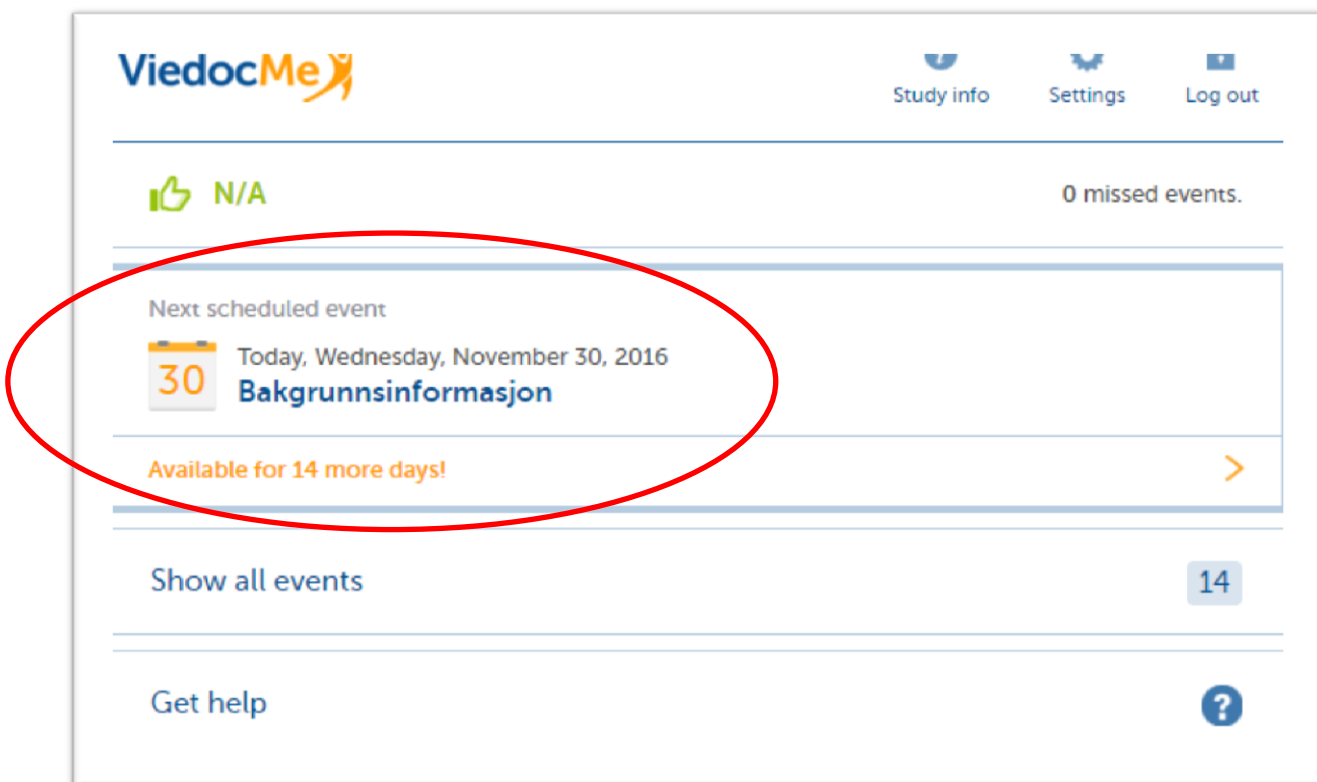 ViedocMe
Study info Settings Log out
N/A 0 missed events.
Next scheduled event
30 Today, Wednesday, November 30, 2016
Bakgrunnsinformasjon
Available for 14 more days! >
Show all events 14
Get help ?